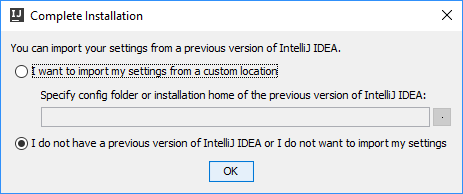 IJ Complete Installation
You can import your settings from a previous version of IntelliJ IDEA.
I want to import my settings from a custom location
Specify config folder or installation home of the previous version of IntelliJ IDEA:
.
I do not have a previous version of IntelliJ IDEA or I do not want to import my settings
OK